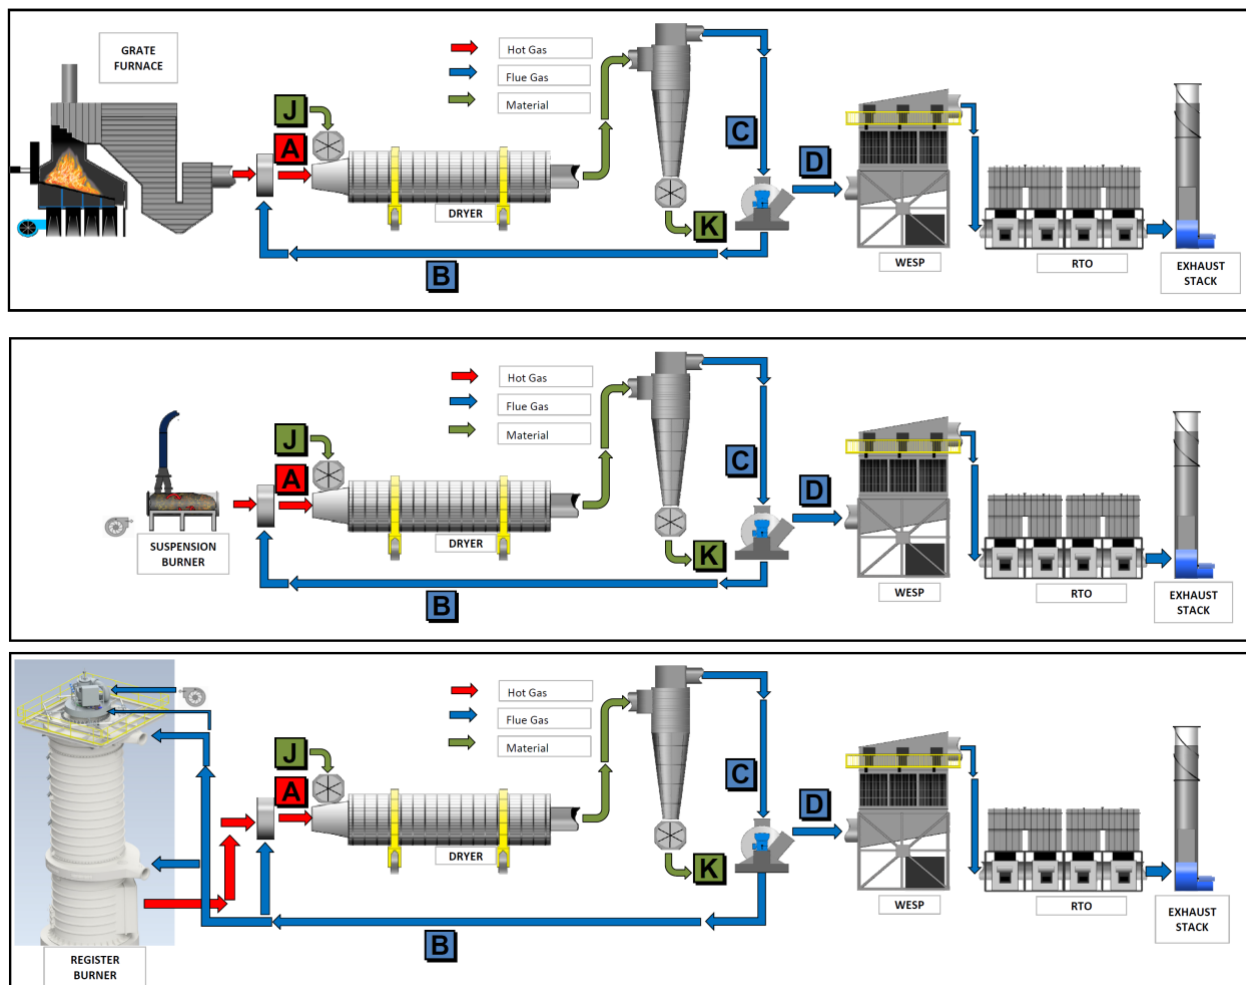 GRATE
FURNACE
Hot Gas
Flue Gas
Material
J
A
C
D
DRYER
K
B
WESP
RTO
EXHAUST
STACK
Hot Gas
Flue Gas
Material
J
A
C
D
SUSPENSION
BURNER
DRYER
K
B
WESP
RTO
EXHAUST
STACK
Hot Gas
Flue Gas
Material
J
A
C
D
DRYER
K
B
WESP
RTO
EXHAUST
STACK
REGISTER
BURNER